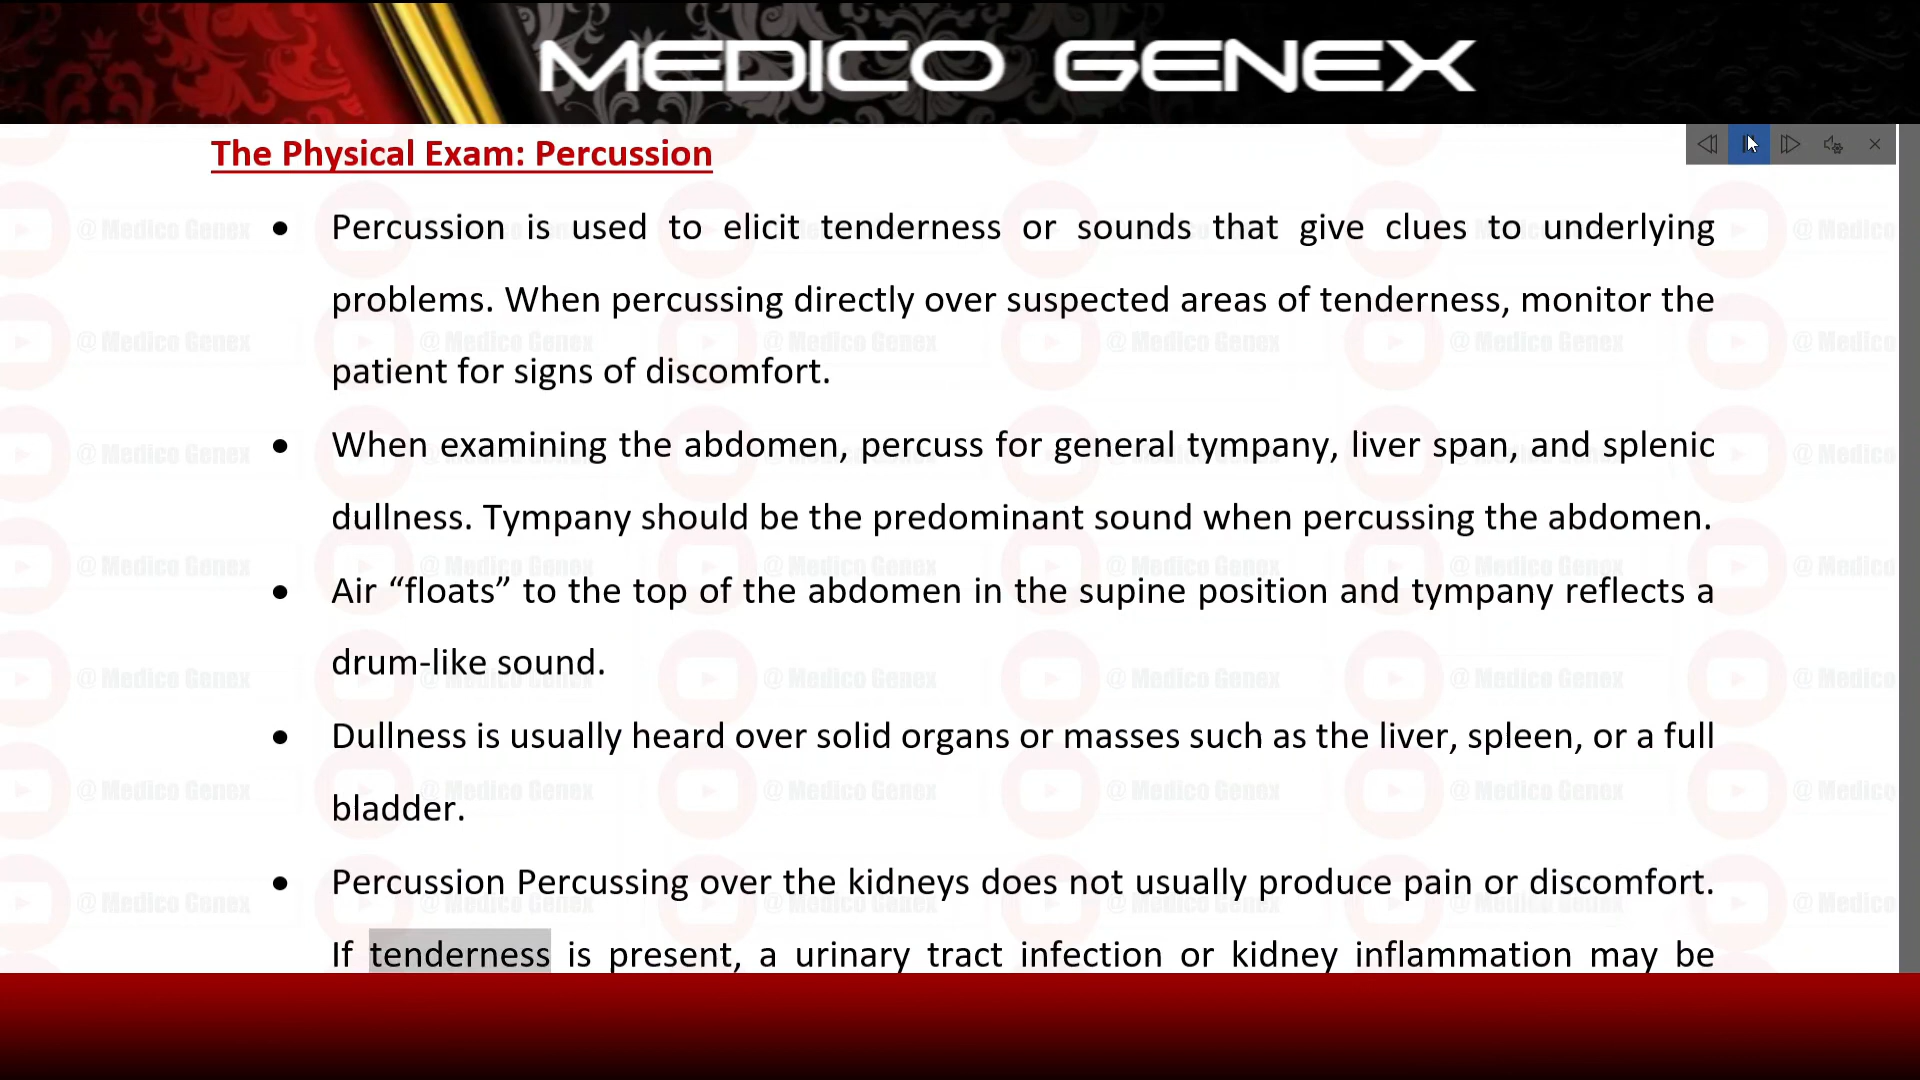 MEDICO GENEX
The Physical Exam: Percussion
• Percussion is used to elicit tenderness or sounds that give clues to underlying
problems. When percussing directly over suspected areas of tenderness, monitor the
patient for signs of discomfort.
• When examining the abdomen, percuss for general tympany, liver span, and splenic
dullness. Tympany should be the predominant sound when percussing the abdomen.
• Air “floats” to the top of the abdomen in the supine position and tympany reflects a
drum-like sound.
• Dullness is usually heard over solid organs or masses such as the liver, spleen, or a full
bladder.
• Percussion Percussing over the kidneys does not usually produce pain or discomfort.
If tenderness is present, a urinary tract infection or kidney inflammation may be
@ Medico Genex